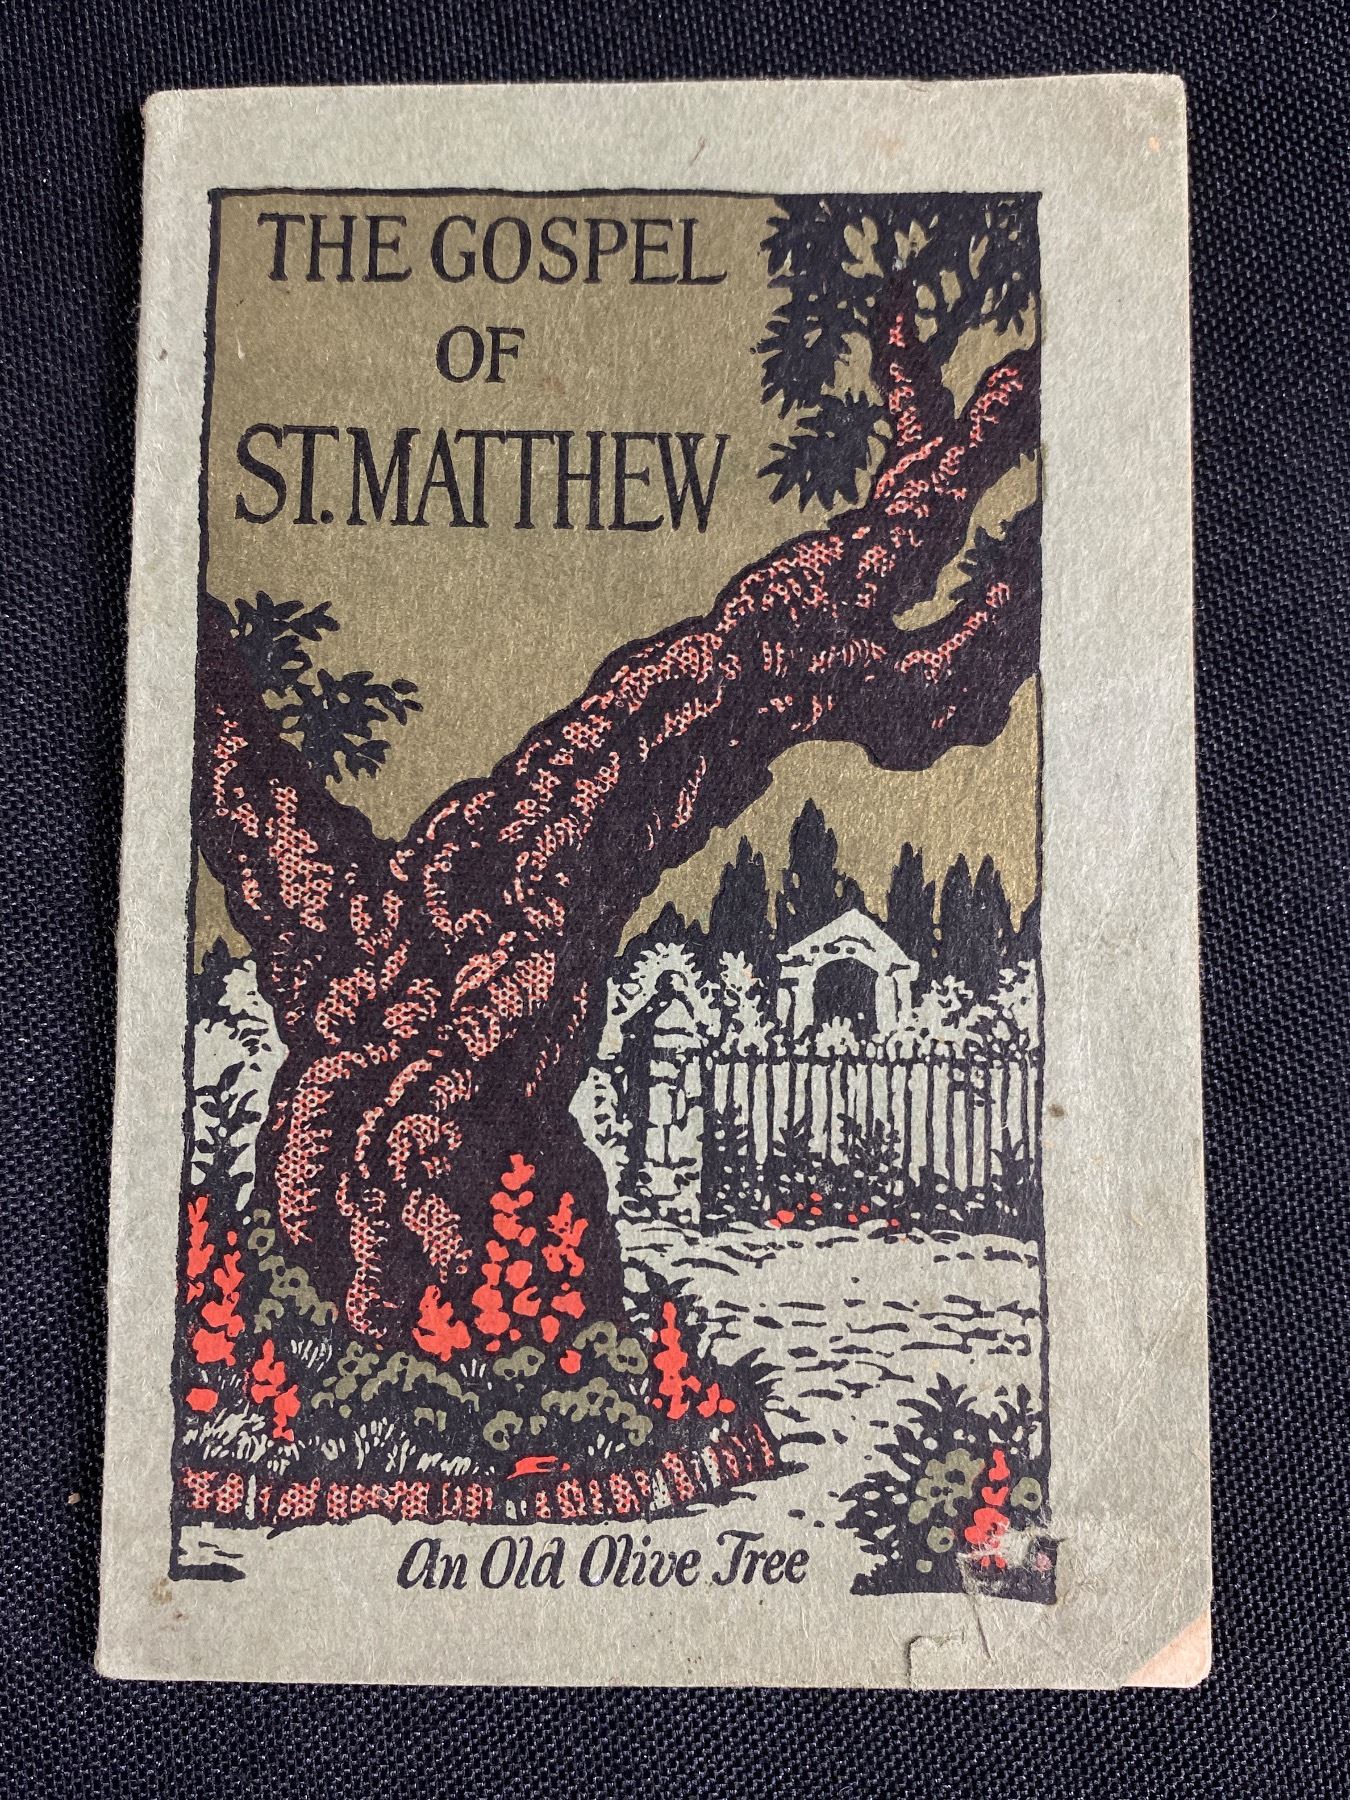 THE GOSPEL
OF
ST. MATTHEW
An Old Olive Tree